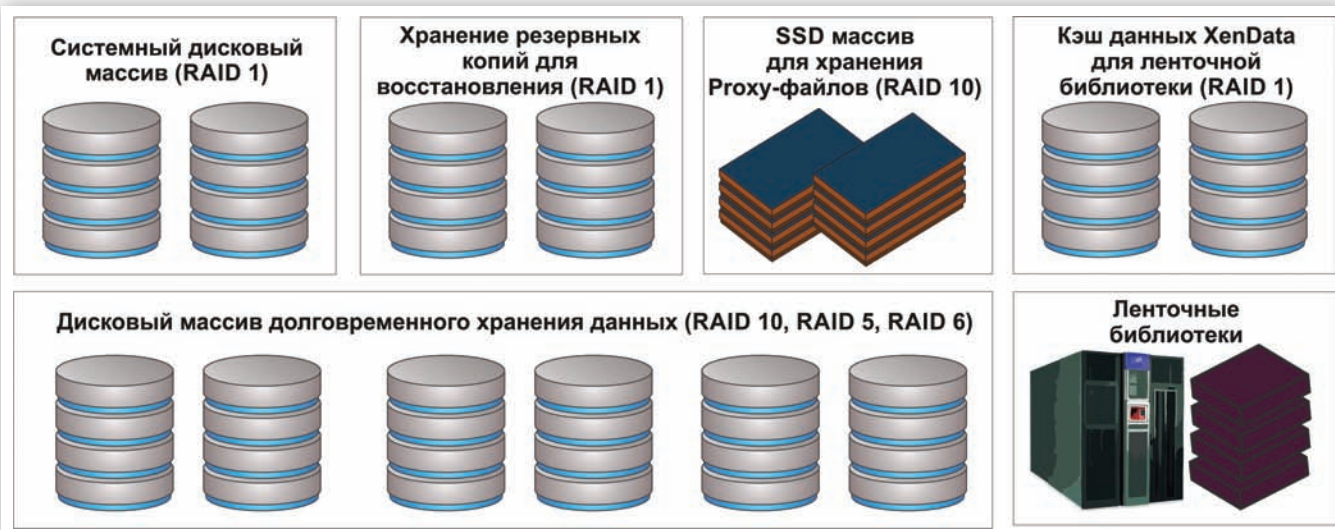 Системный дисковый
массив (RAID 1)
Хранение резервных
копий для
восстановления (RAID 1)
SSD массив
для хранения
Proxy-файлов (RAID 10)
Кэш данных XenData
для ленточной
библиотеки (RAID 1)
Дисковый массив долговременного хранения данных (RAID 10, RAID 5, RAID 6)
Ленточные
библиотеки